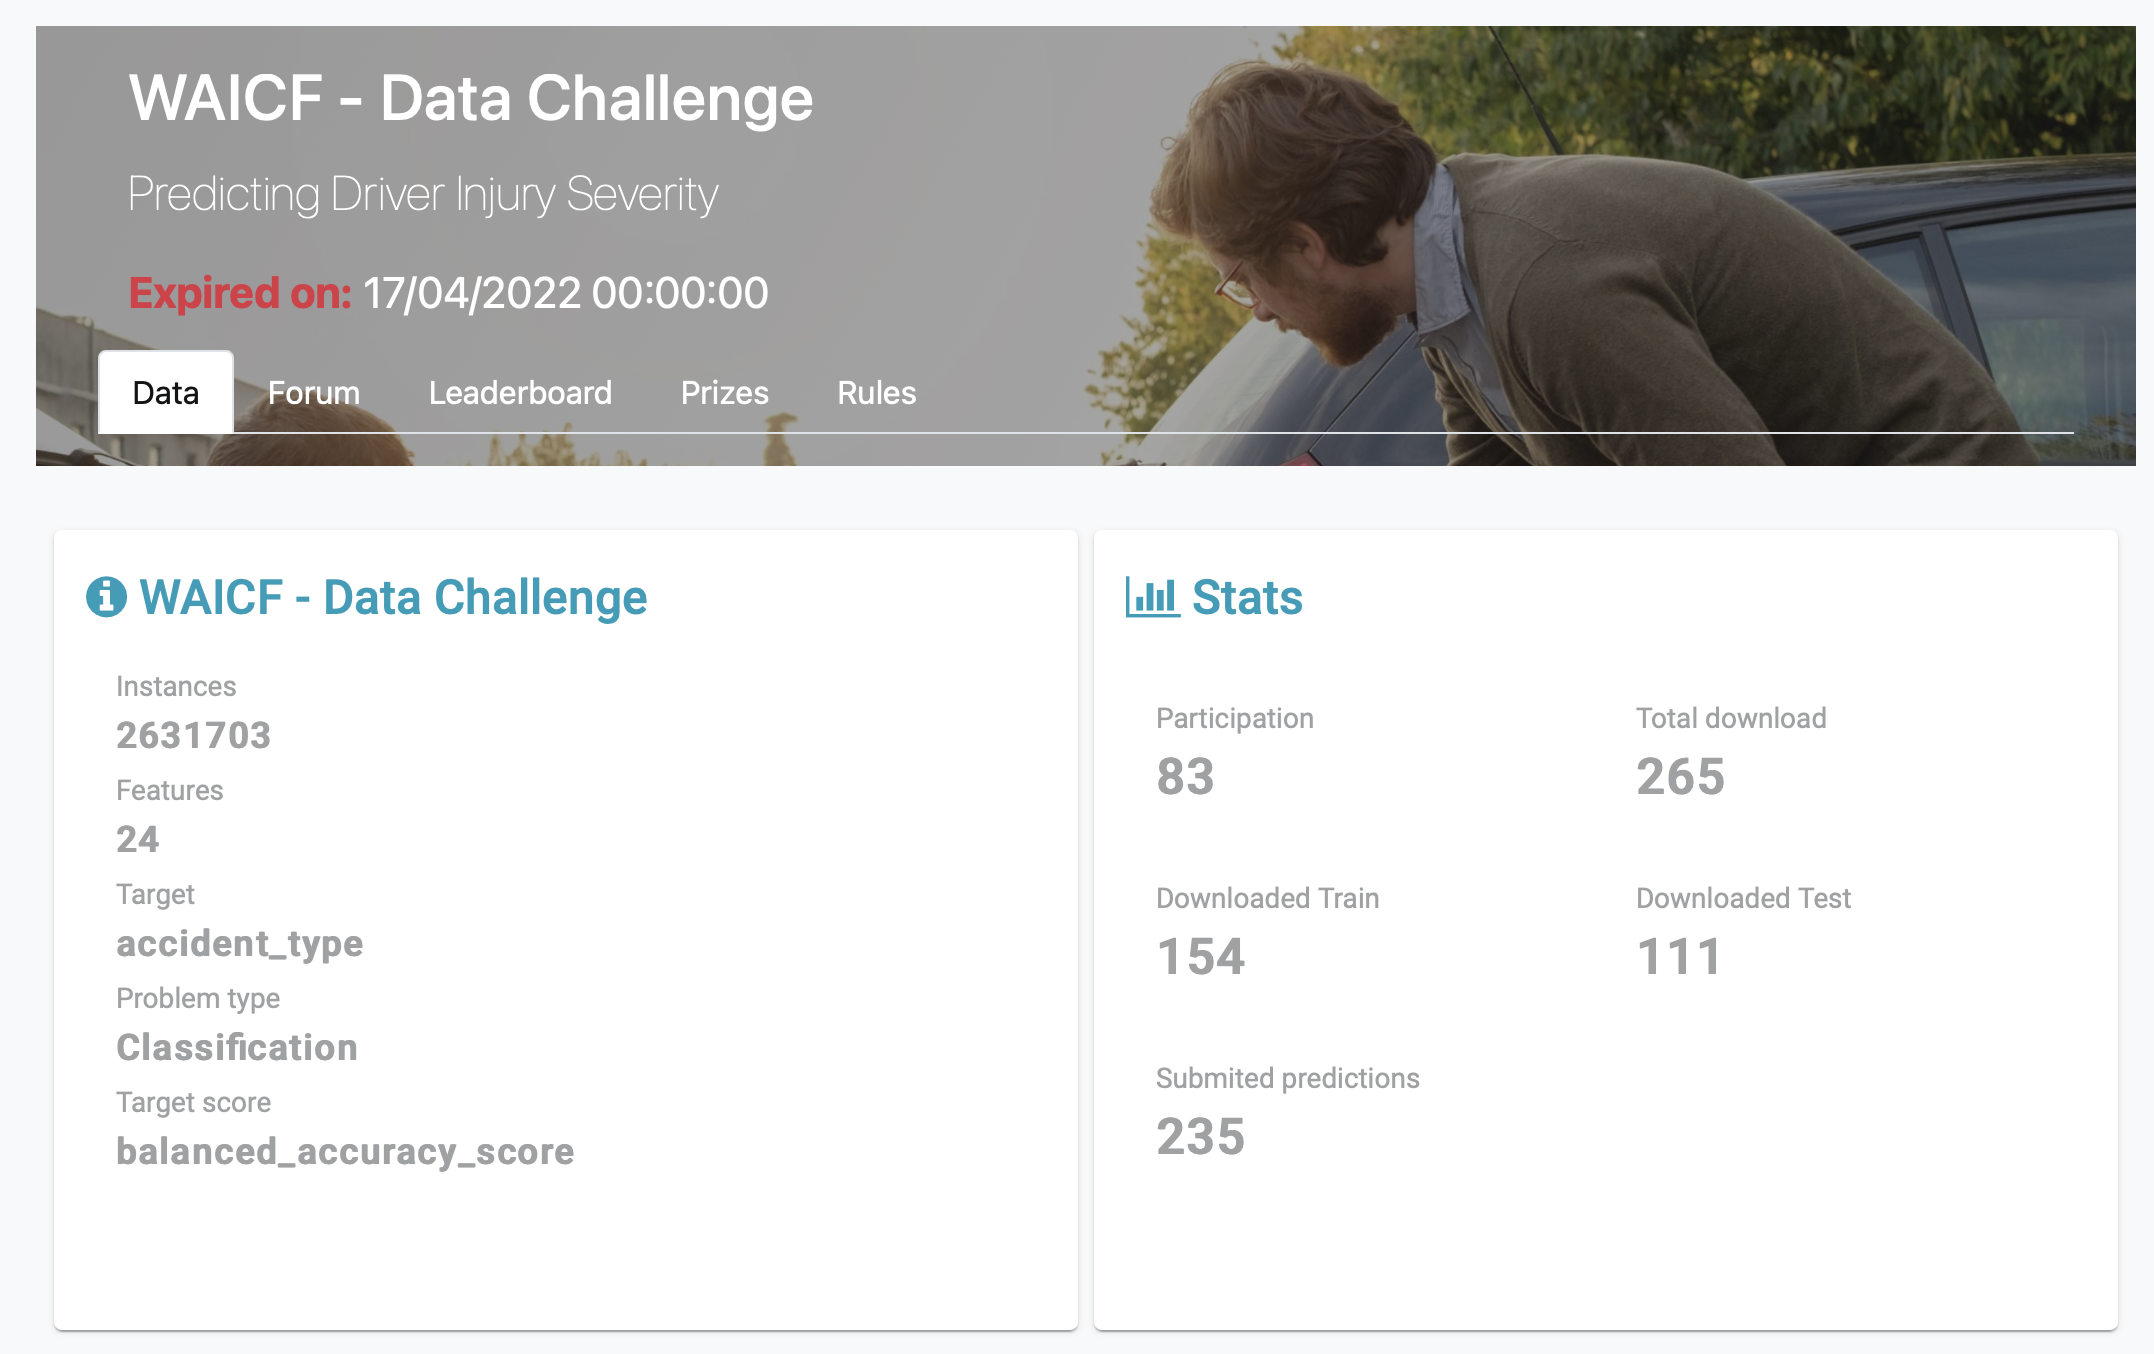 WAICF - Data Challenge
Predicting Driver Injury Severity
Expired on: 17/04/2022 00:00:00
Data Forum Leaderboard Prizes Rules
WAICF - Data Challenge
Instances
2631703
Features
24
Target
accident_type
Problem type
Classification
Target score
balanced_accuracy_score
Stats
Participation
83
Total download
265
Downloaded Train
154
Downloaded Test
111
Submited predictions
235